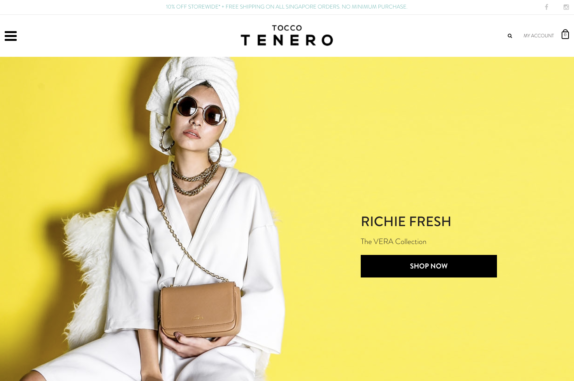 10% OFF STOREWIDE* + FREE SHIPPING ON ALL SINGAPORE ORDERS. NO MINIMUM PURCHASE.
TOCCO
TENERO
MY ACCOUNT
RICHIE FRESH
The VERA Collection
SHOP NOW